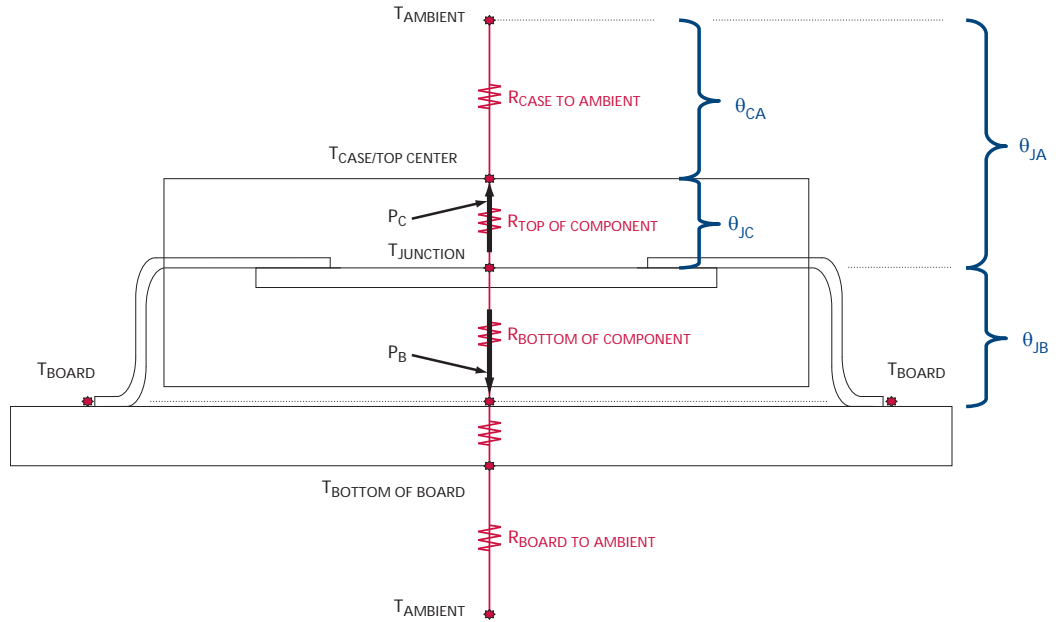 TAMBIENT
RCASE TO AMBIENT
θCA
TCASE/TOP CENTER
θJA
PC
RTOP OF COMPONENT
θJC
TJUNCTION
RBOTTOM OF COMPONENT
θJB
PB
TBOARD
TBOARD
TBOTTOM OF BOARD
RBOARD TO AMBIENT
TAMBIENT